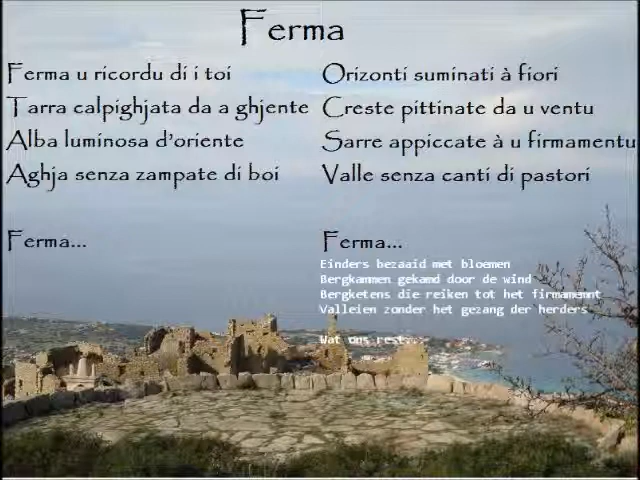 Ferma
Ferma u ricordu di i toi
Tarra calpighjata da a ghjente
Alba luminosa d'oriente
Aghja senza zampate di boi
Ferma...
Orizonti suminati à fiori
Creste pittinate da u ventu
Sarre appiccate à u firmamentu
Valle senza canti di pastori
Ferma...
Einders bezaaid met bloemen
Bergkammen gekamd door de wind
Bergketens die reiken tot het firmamemnt
Valleien zonder het gezang der herders
Wat ons rest...